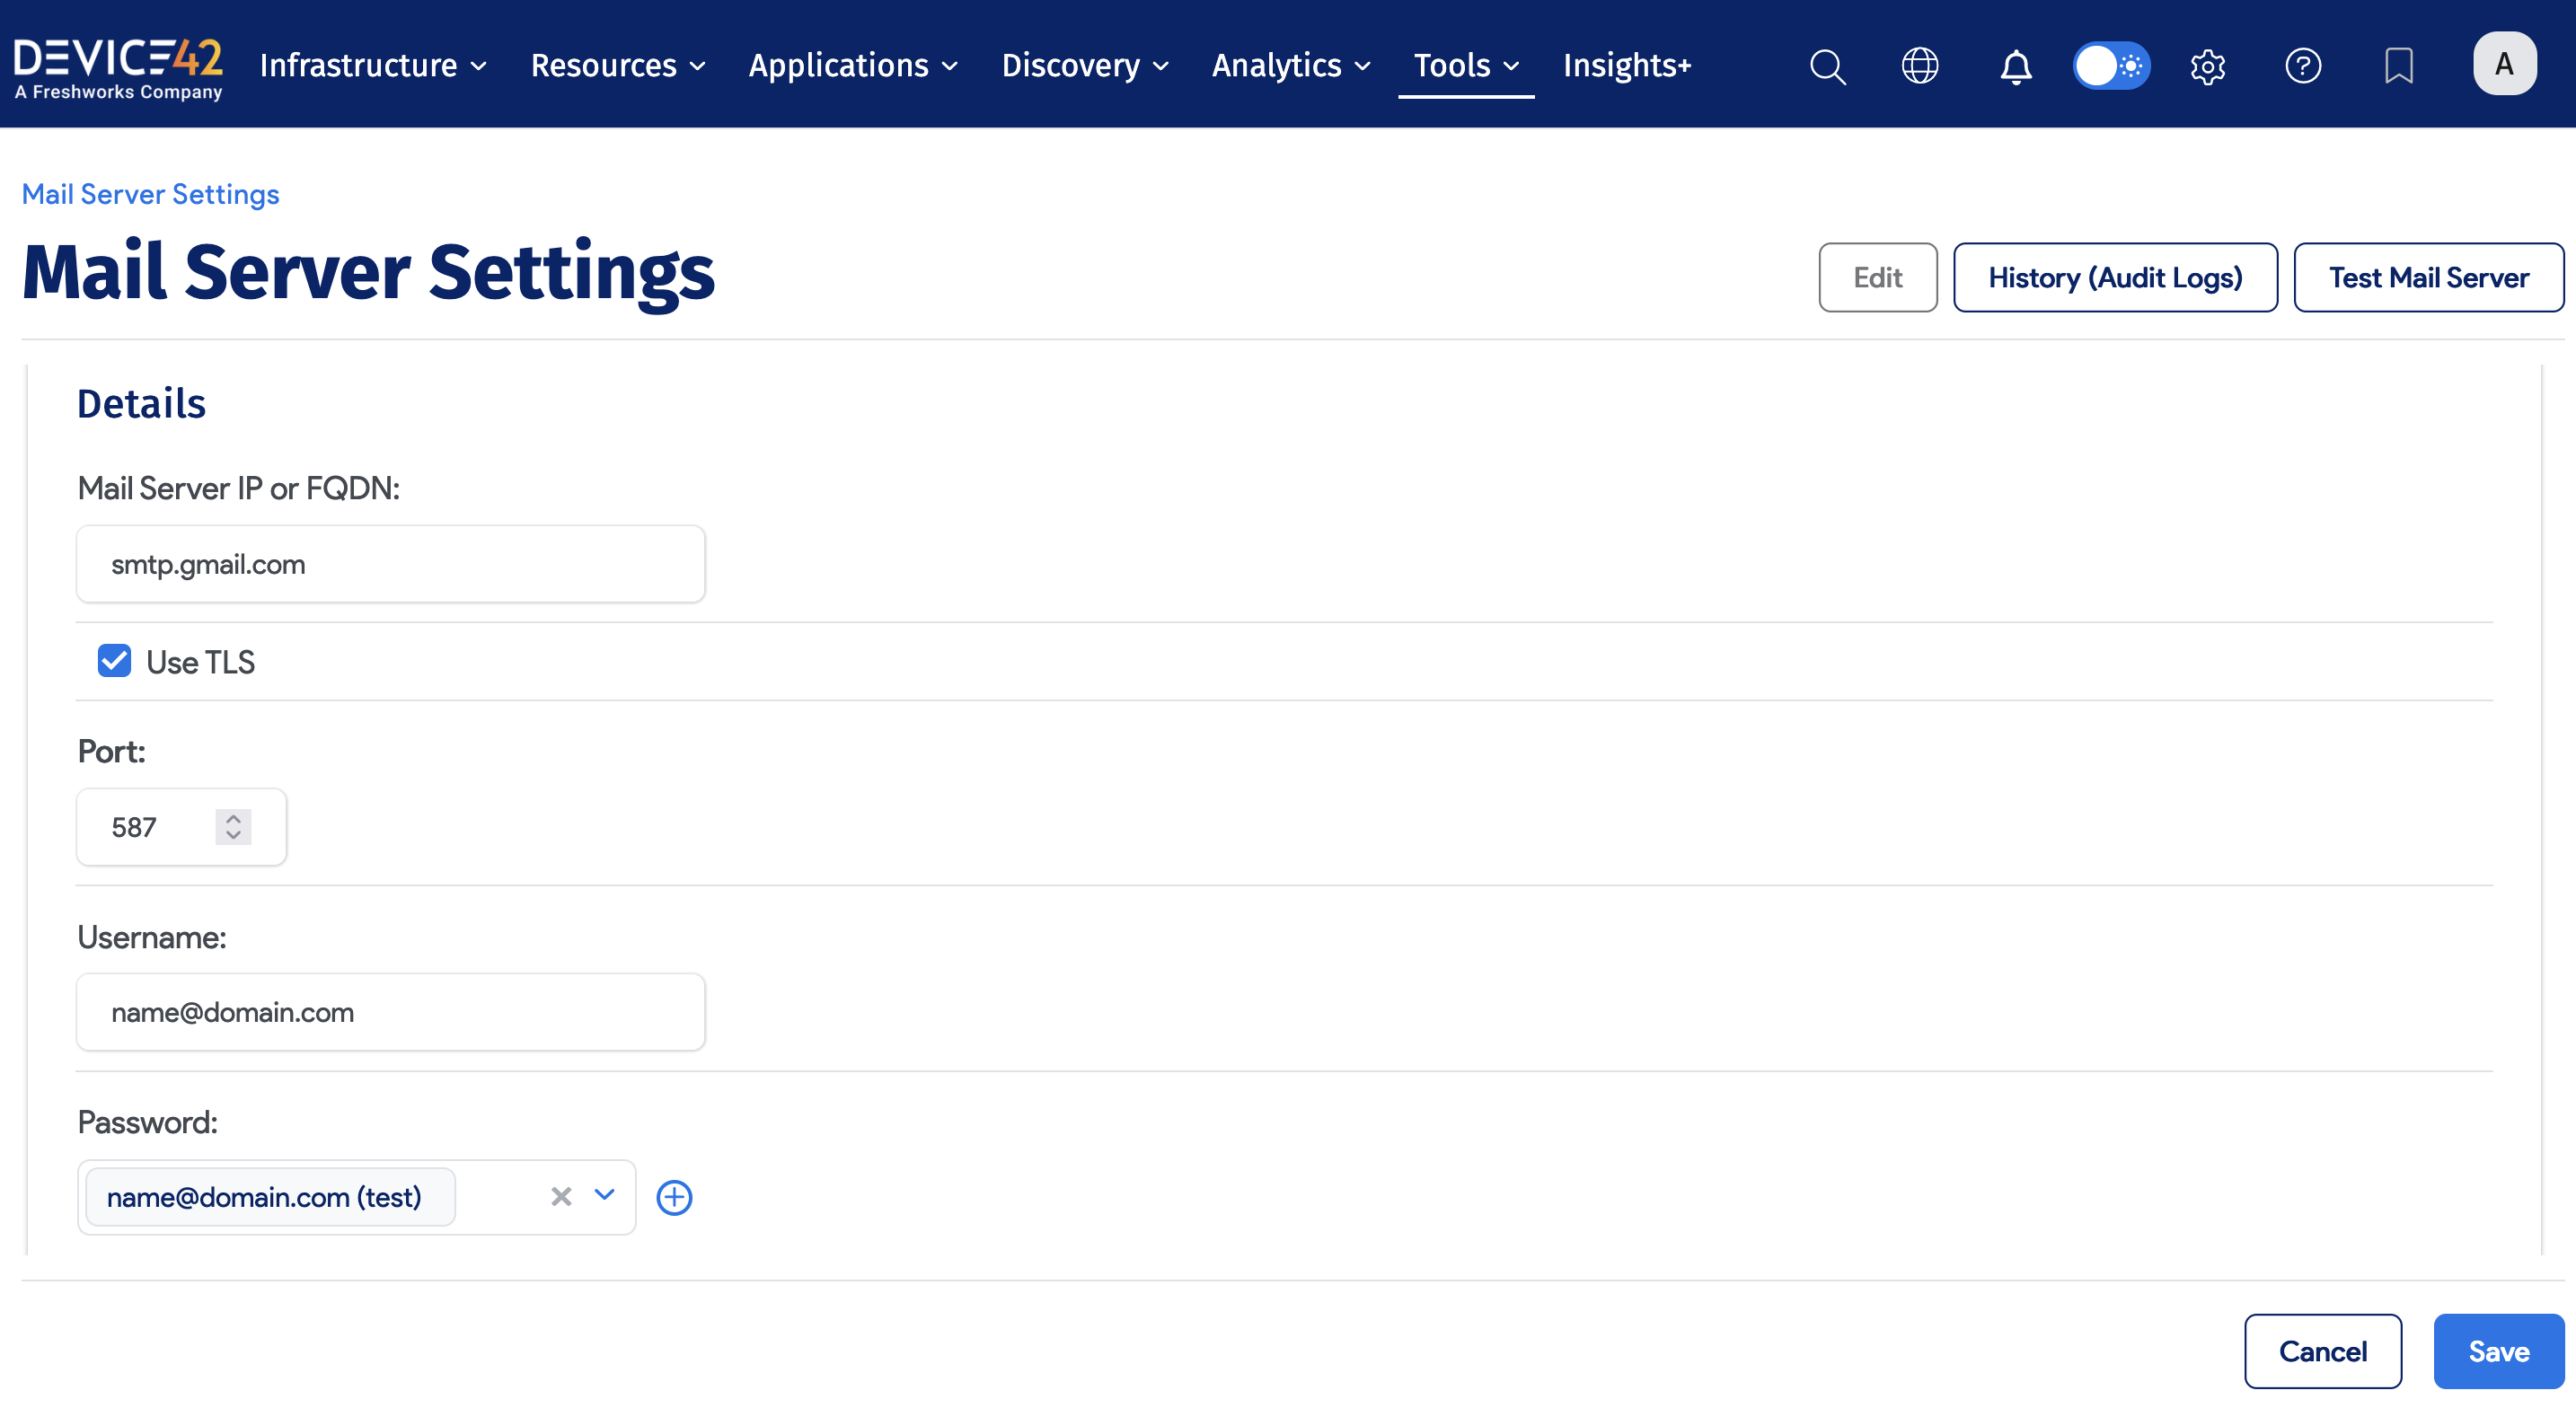 DEVICE42
A Freshworks Company
Infrastructure Resources Applications Discovery Analytics Tools Insights+
A
Mail Server Settings
Mail Server Settings
Edit History (Audit Logs) Test Mail Server
Details
Mail Server IP or FQDN:
smtp.gmail.com
Use TLS
Port:
587
Username:
name@domain.com
Password:
name@domain.com (test)
Cancel Save